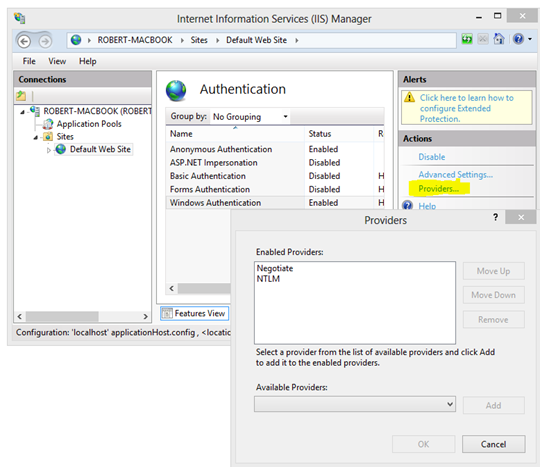 Internet Information Services (IIS) Manager
ROBERT-MACBOOK
Sites
Default Web Site
File View Help
Connections
ROBERT-MACBOOK (ROBERT
Application Pools
Sites
Default Web Site
Authentication
Group by: No Grouping
Name Status R
Anonymous Authentication Enabled
ASP.NET Impersonation Disabled
Basic Authentication Disabled H
Forms Authentication Disabled H
Windows Authentication Enabled H
Features View
Alerts
Click here to learn how to
configure Extended
Protection.
Actions
Disable
Advanced Settings...
Providers...
Help
Configuration: 'localhost' applicationHost.config , <locatio
Providers
?
Enabled Providers:
Negotiate
NTLM
Move Up
Move Down
Remove
Select a provider from the list of available providers and click Add
to add it to the enabled providers.
Available Providers:
Add
OK Cancel